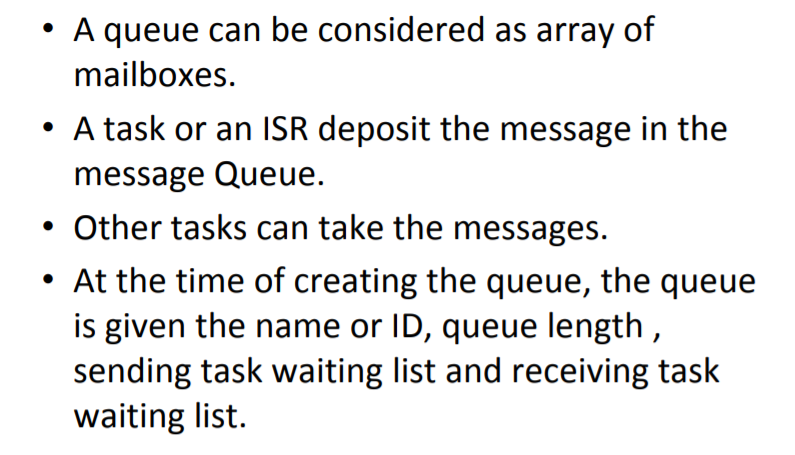 • A queue can be considered as array of
mailboxes.
• A task or an ISR deposit the message in the
message Queue.
• Other tasks can take the messages.
• At the time of creating the queue, the queue
is given the name or ID, queue length ,
sending task waiting list and receiving task
waiting list.